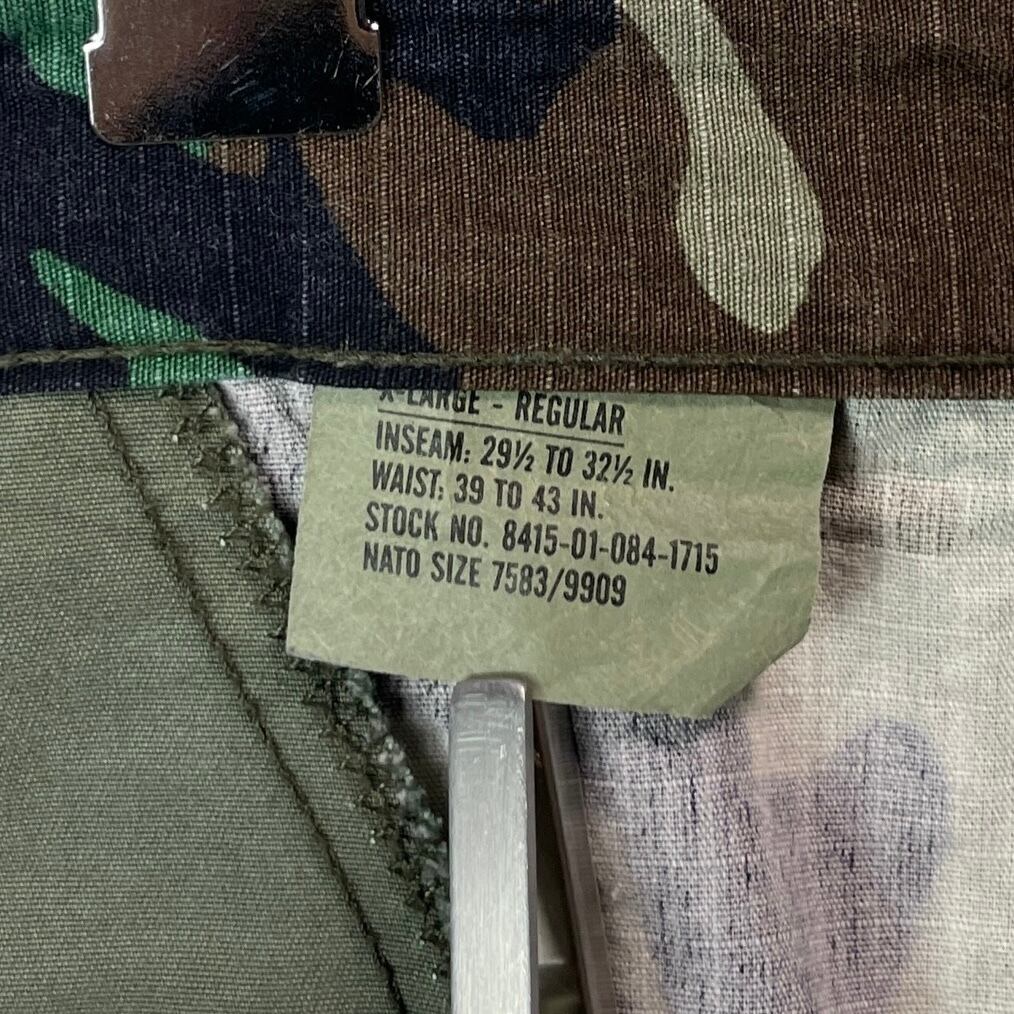 X-LARGE - REGULAR
INSEAM: 29½ TO 32½ IN.
WAIST: 39 TO 43 IN.
STOCK NO. 8415-01-084-1715
NATO SIZE 7583/9909